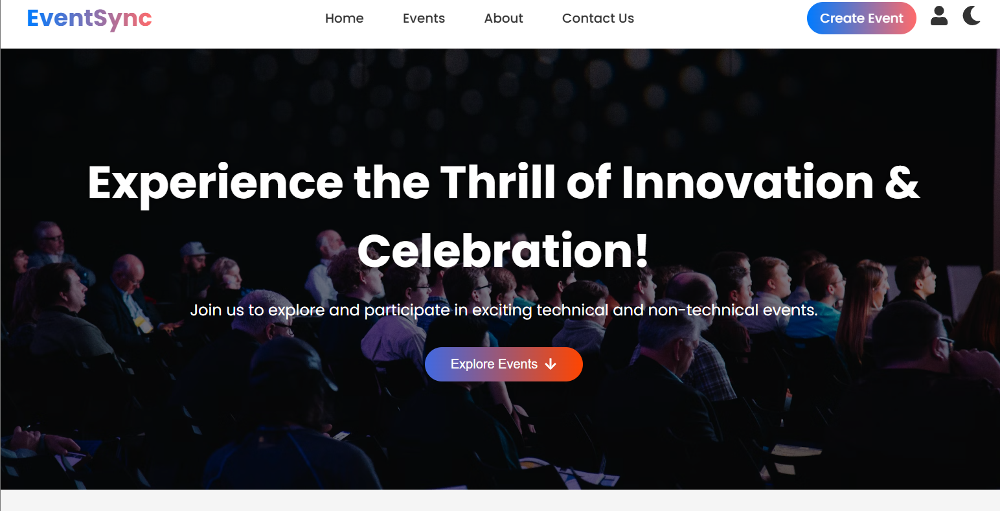 EventSync
Home
Events
About
Contact Us
Create Event
Experience the Thrill of Innovation &
Celebration!
Join us to explore and participate in exciting technical and non-technical events.
Explore Events